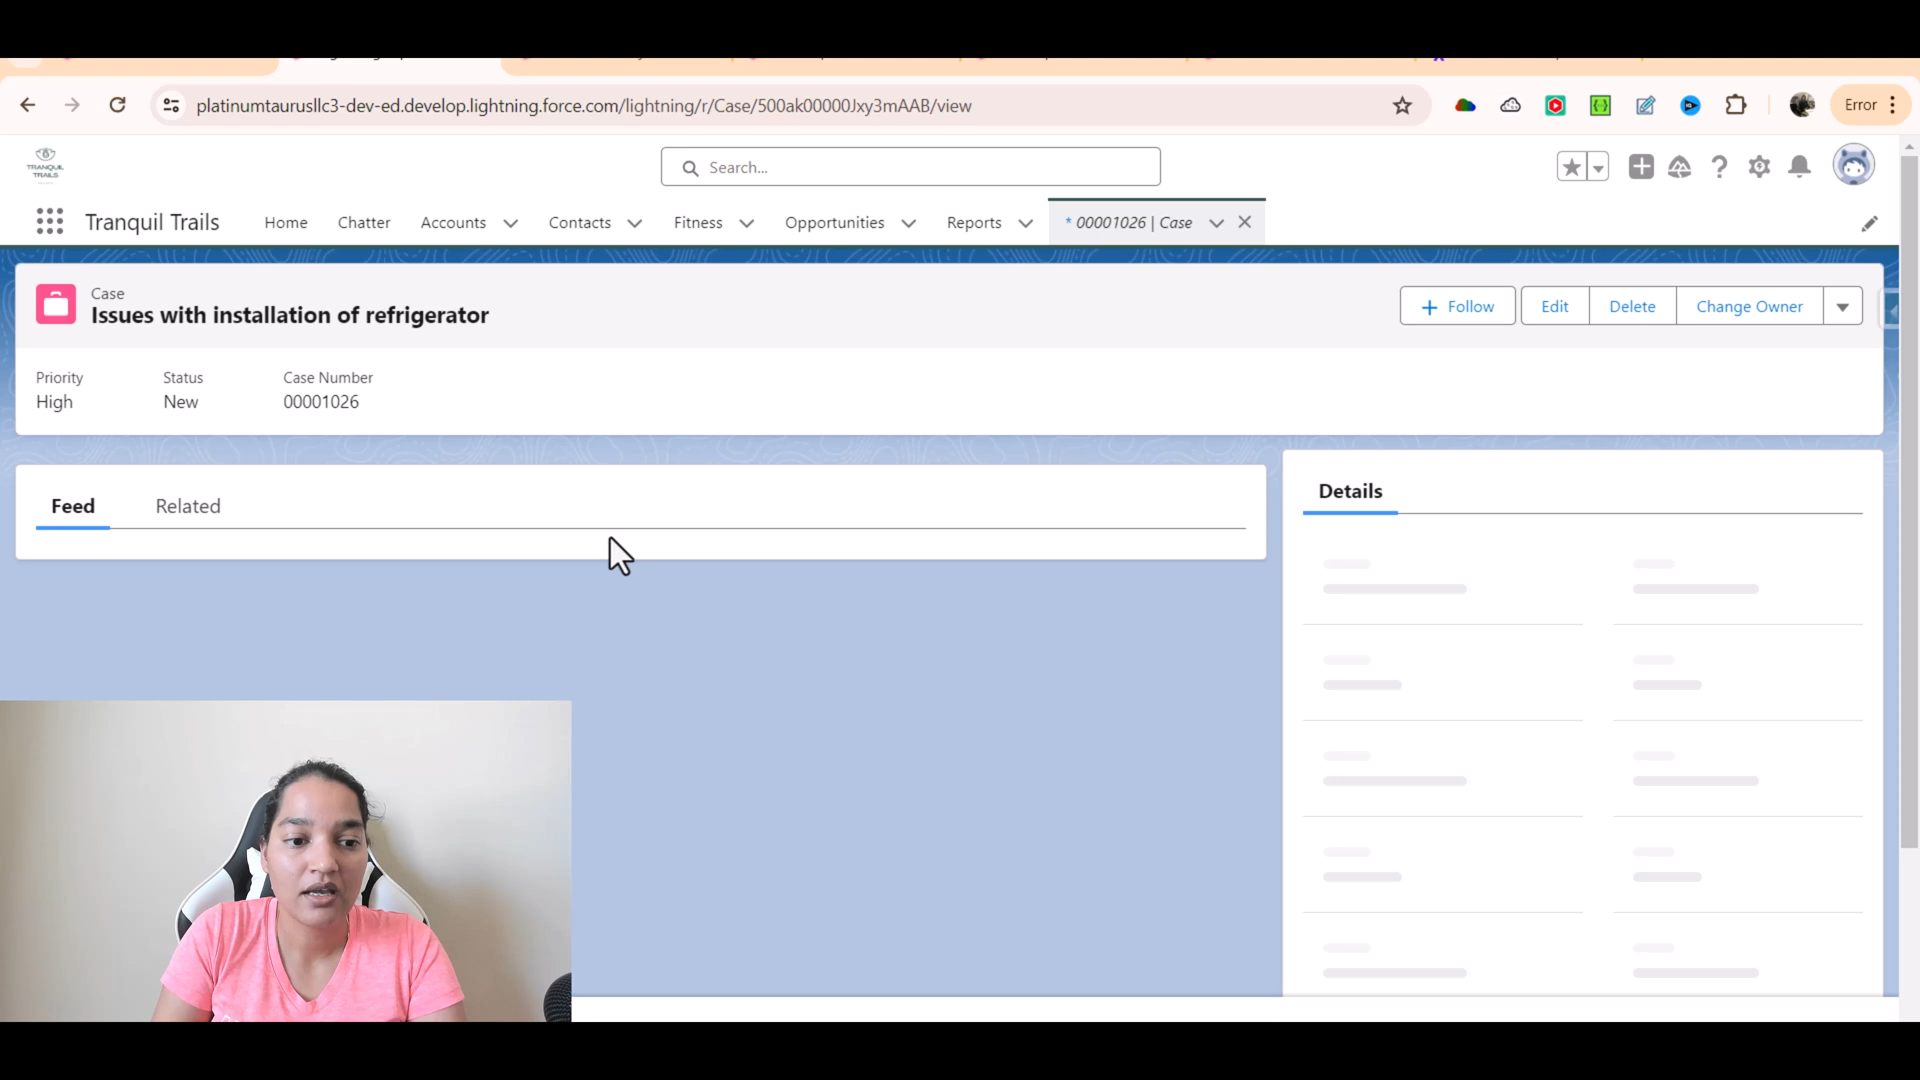 platinumtaurusllc3-dev-ed.develop.lightning.force.com/lightning/r/Case/500ak00000Jxy3mAAB/view
Error
TRANQUIL
TRAILS
Search...
Tranquil Trails
Home
Chatter
Accounts
Contacts
Fitness
Opportunities
Reports
* 00001026 | Case
Case
Issues with installation of refrigerator
Follow
Edit
Delete
Change Owner
Priority
Status
Case Number
High
New
00001026
Feed
Related
Details